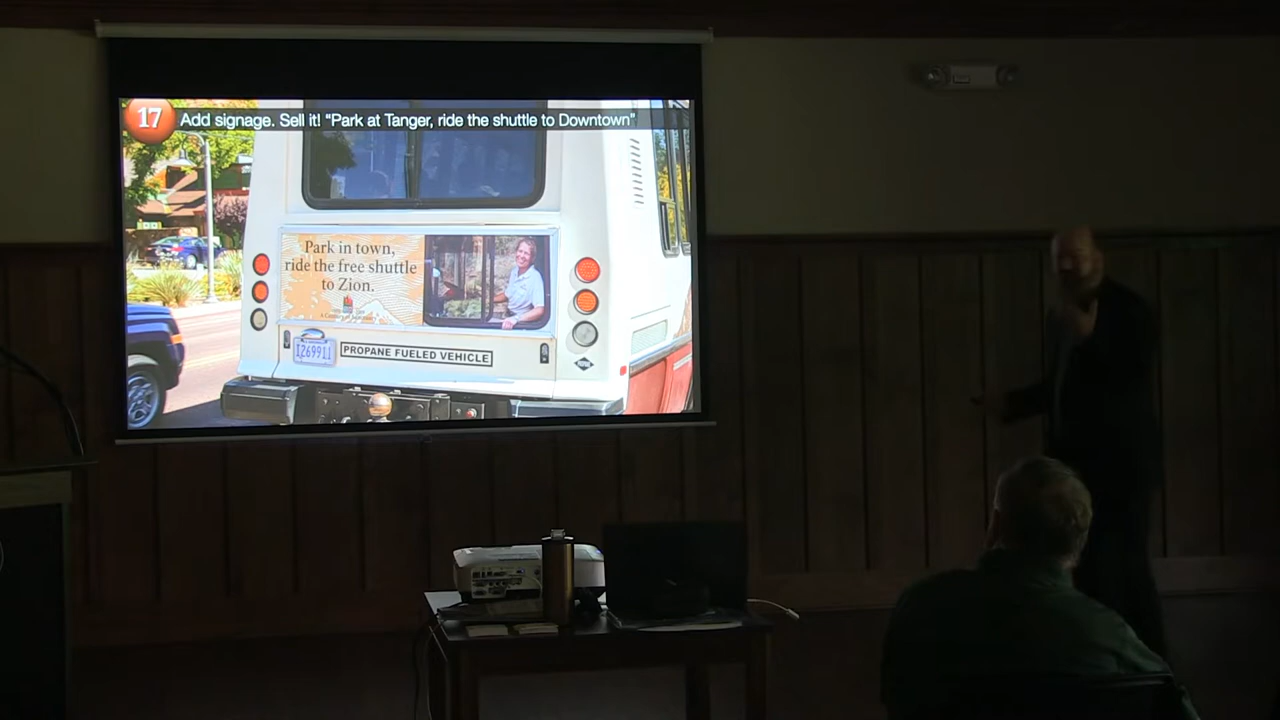 17
Add signage. Sell it! “Park at Tanger, ride the shuttle to Downtown”
Park in town,
ride the free shuttle
to Zion.
PROPANE FUELED VEHICLE